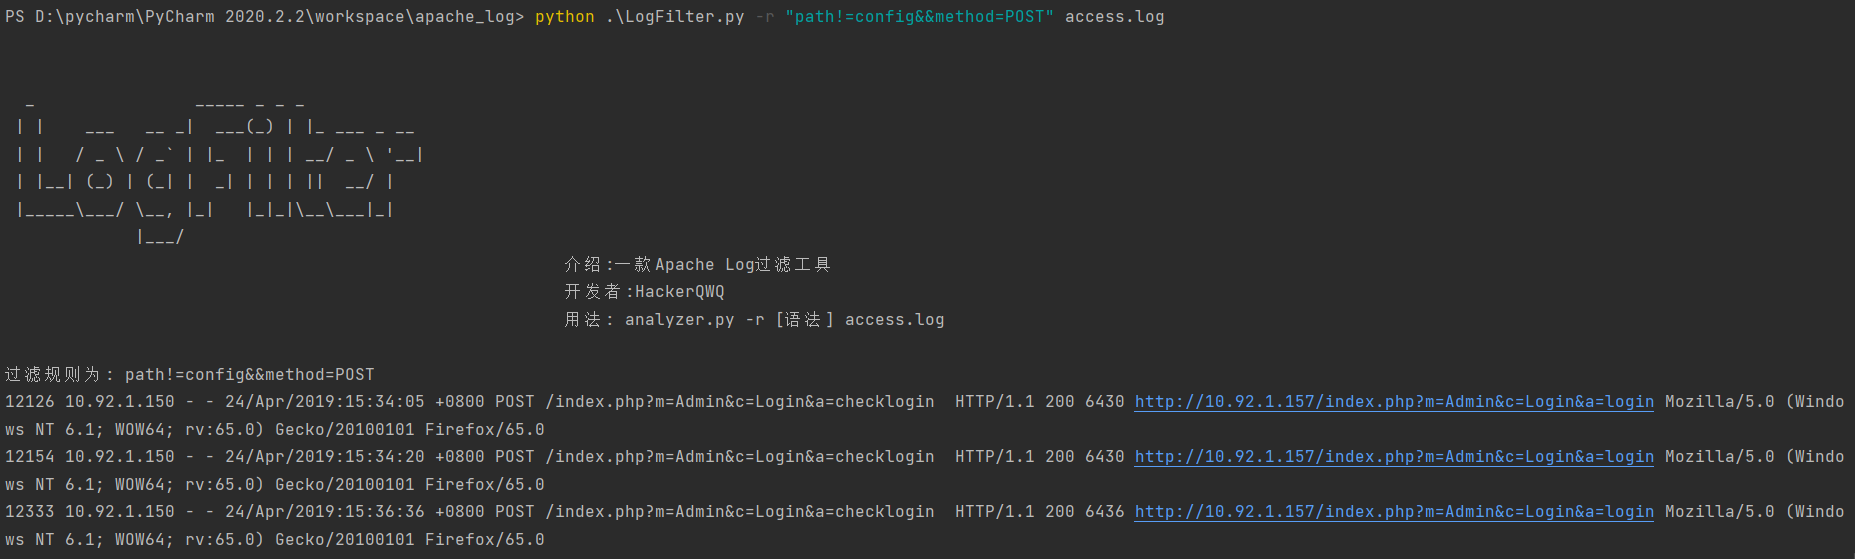 PS D:\pycharm\PyCharm 2020.2.2\workspace\apache_log> python .\LogFilter.py -r "path!=config&&method=POST" access.log
  _                _____ _ _ _
 | |    ___   __ _|  ___(_) | |_ ___ _ __
 | |   / _ \ / _` | |_  | | | __/ _ \ '__|
 | |__| (_) | (_| |  _| | | | ||  __/ |
 |_____\___/ \__, |_|   |_|_|\__\___|_|
             |___/
介绍:一款Apache Log过滤工具
开发者:HackerQWQ
用法: analyzer.py -r [语法] access.log
过滤规则为: path!=config&&method=POST
12126 10.92.1.150 - - 24/Apr/2019:15:34:05 +0800 POST /index.php?m=Admin&c=Login&a=checklogin  HTTP/1.1 200 6430 http://10.92.1.157/index.php?m=Admin&c=Login&a=login Mozilla/5.0 (Windo
ws NT 6.1; WOW64; rv:65.0) Gecko/20100101 Firefox/65.0
12154 10.92.1.150 - - 24/Apr/2019:15:34:20 +0800 POST /index.php?m=Admin&c=Login&a=checklogin  HTTP/1.1 200 6430 http://10.92.1.157/index.php?m=Admin&c=Login&a=login Mozilla/5.0 (Windo
ws NT 6.1; WOW64; rv:65.0) Gecko/20100101 Firefox/65.0
12333 10.92.1.150 - - 24/Apr/2019:15:36:36 +0800 POST /index.php?m=Admin&c=Login&a=checklogin  HTTP/1.1 200 6436 http://10.92.1.157/index.php?m=Admin&c=Login&a=login Mozilla/5.0 (Windo
ws NT 6.1; WOW64; rv:65.0) Gecko/20100101 Firefox/65.0